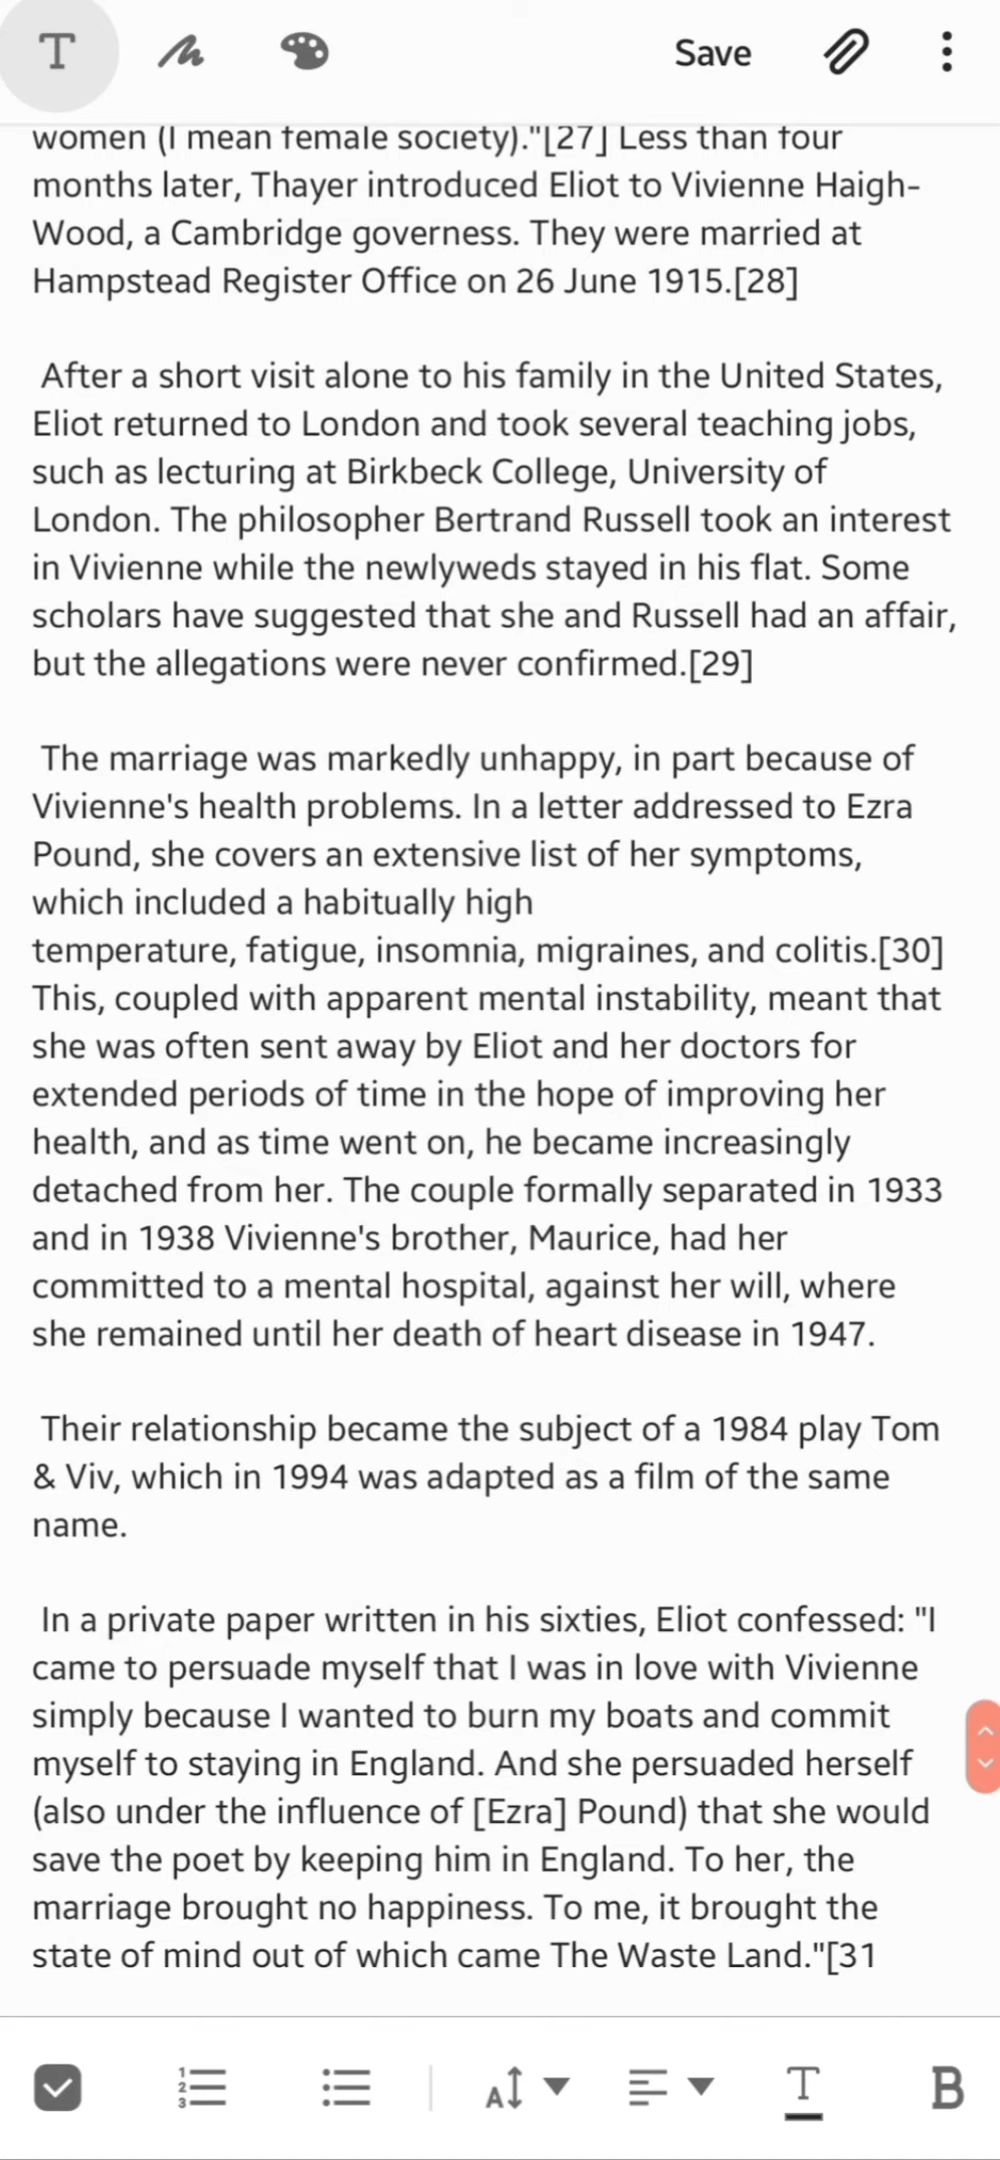 T
Save
women (I mean female society)."[27] Less than four
months later, Thayer introduced Eliot to Vivienne Haigh-
Wood, a Cambridge governess. They were married at
Hampstead Register Office on 26 June 1915.[28]
After a short visit alone to his family in the United States,
Eliot returned to London and took several teaching jobs,
such as lecturing at Birkbeck College, University of
London. The philosopher Bertrand Russell took an interest
in Vivienne while the newlyweds stayed in his flat. Some
scholars have suggested that she and Russell had an affair,
but the allegations were never confirmed.[29]
The marriage was markedly unhappy, in part because of
Vivienne's health problems. In a letter addressed to Ezra
Pound, she covers an extensive list of her symptoms,
which included a habitually high
temperature, fatigue, insomnia, migraines, and colitis.[30]
This, coupled with apparent mental instability, meant that
she was often sent away by Eliot and her doctors for
extended periods of time in the hope of improving her
health, and as time went on, he became increasingly
detached from her. The couple formally separated in 1933
and in 1938 Vivienne's brother, Maurice, had her
committed to a mental hospital, against her will, where
she remained until her death of heart disease in 1947.
Their relationship became the subject of a 1984 play Tom
& Viv, which in 1994 was adapted as a film of the same
name.
In a private paper written in his sixties, Eliot confessed: "I
came to persuade myself that I was in love with Vivienne
simply because I wanted to burn my boats and commit
myself to staying in England. And she persuaded herself
(also under the influence of [Ezra] Pound) that she would
save the poet by keeping him in England. To her, the
marriage brought no happiness. To me, it brought the
state of mind out of which came The Waste Land."[31
1 2 3 A T B